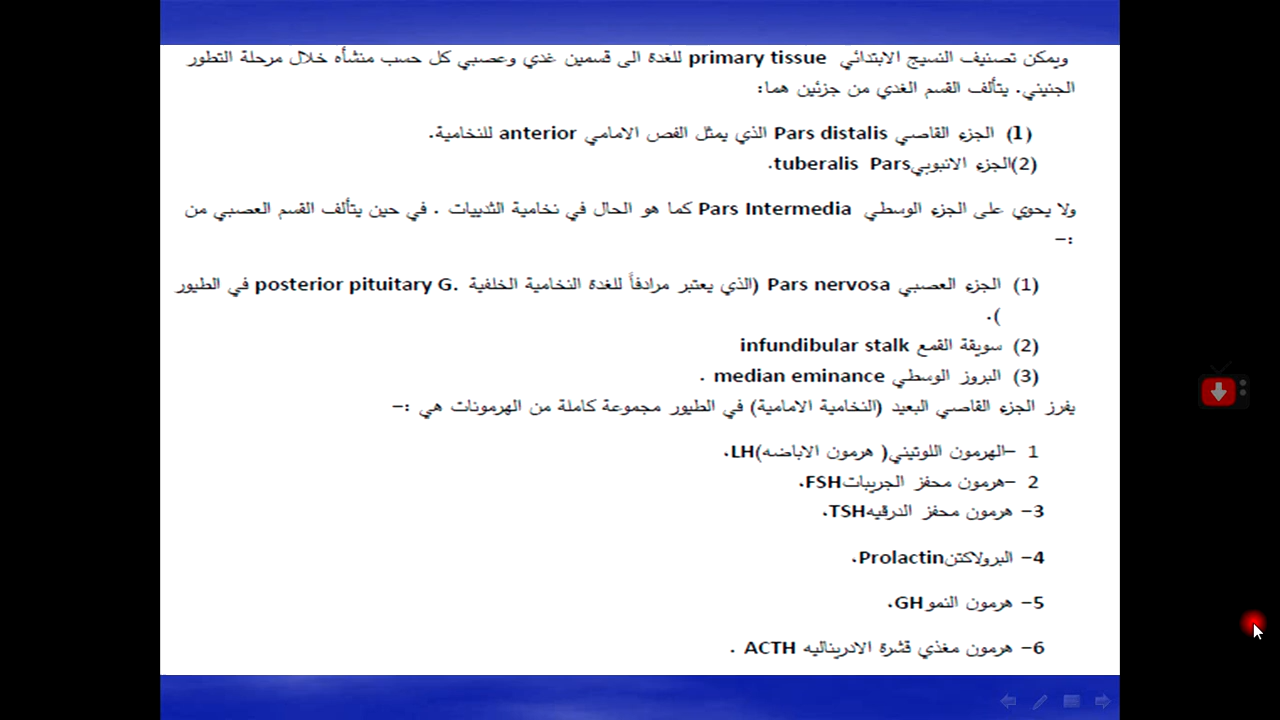 ويمكن تصنيف النسيج الابتدائي primary tissue للغدة الى قسمين غدي وعصبي كل حسب منشأه خلال مرحلة التطور
الجنيني. يتألف القسم الغدي من جزئين هما:
(1) الجزء القاصي Pars distalis الذي يمثل الفص الامامي anterior للنخامية.
(2)الجزء الانبوبيtuberalis Pars.
ولا يحوي على الجزء الوسطي Pars Intermedia كما هو الحال في نخامية الثدييات . في حين يتألف القسم العصبي من
:-
(1) الجزء العصبي Pars nervosa (الذي يعتبر مرادفاً للغدة النخامية الخلفية posterior pituitary G. في الطيور
).
(2) سويقة القمع infundibular stalk
(3) البروز الوسطي median eminance .
يفرز الجزء القاصي البعيد (النخامية الامامية) في الطيور مجموعة كاملة من الهرمونات هي :-
1 -الهرمون اللوتيني( هرمون الاباضه)LH.
2 -هرمون محفز الجريباتFSH.
3- هرمون محفز الدرقيهTSH.
4- البرولاكتنProlactin.
5- هرمون النموGH.
6- هرمون مغذي قشرة الادريناليه ACTH .